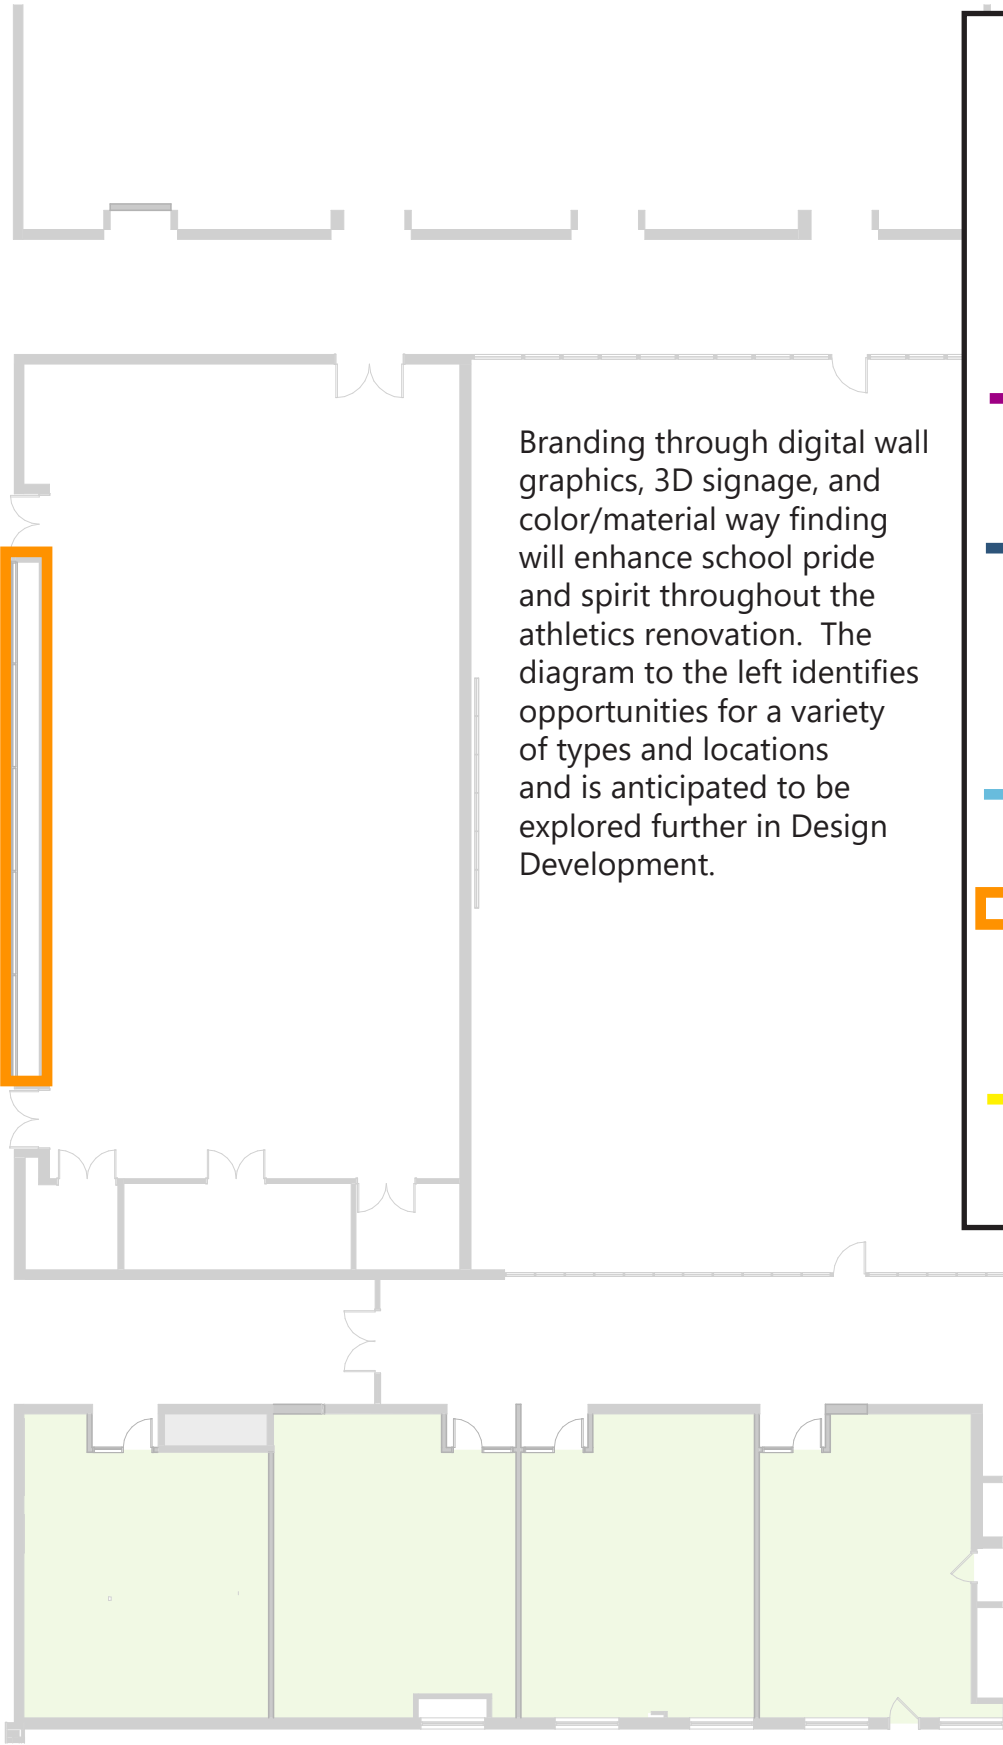 Branding through digital wall
graphics, 3D signage, and
color/material way finding
will enhance school pride
and spirit throughout the
athletics renovation.  The
diagram to the left identifies
opportunities for a variety
of types and locations
and is anticipated to be
explored further in Design
Development.